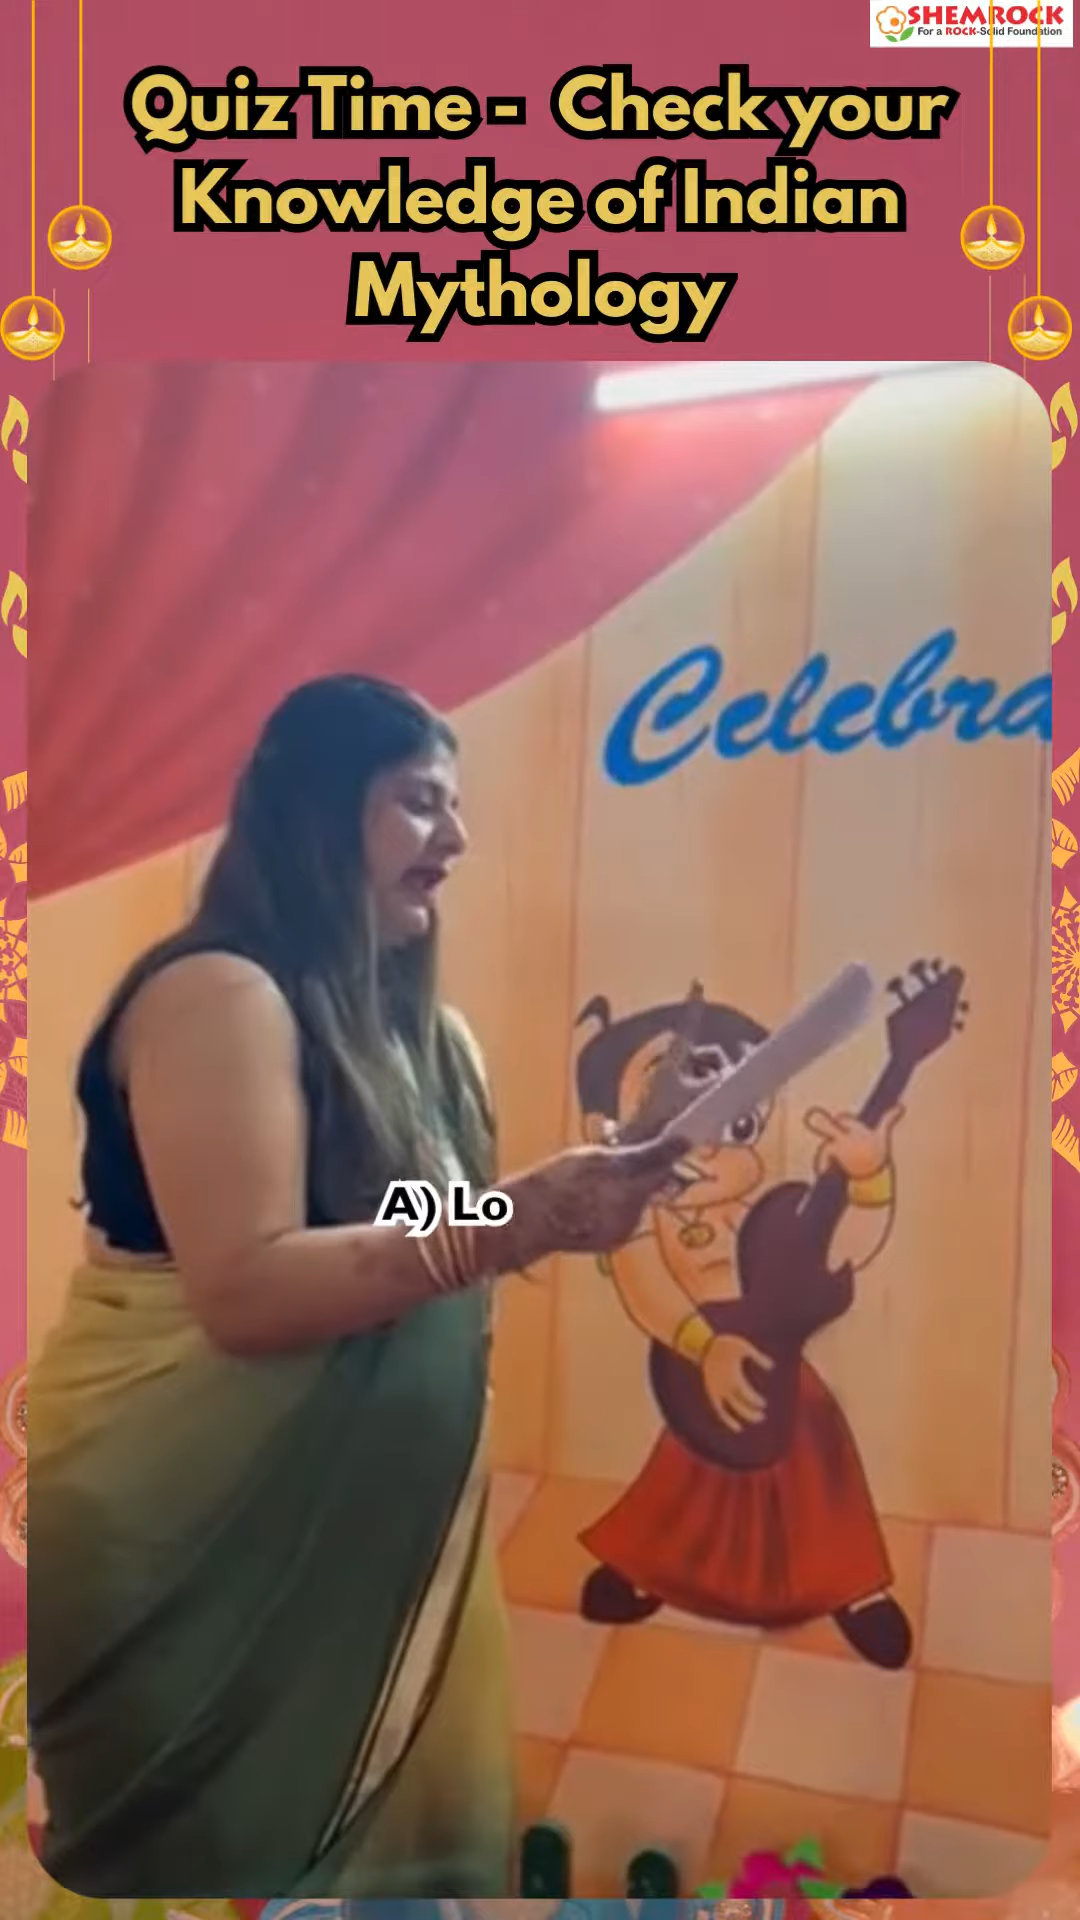 SHEMROCK
For a ROCK-Solid Foundation
Quiz Time - Check your
Knowledge of Indian
Mythology
Celebra
A) Lo